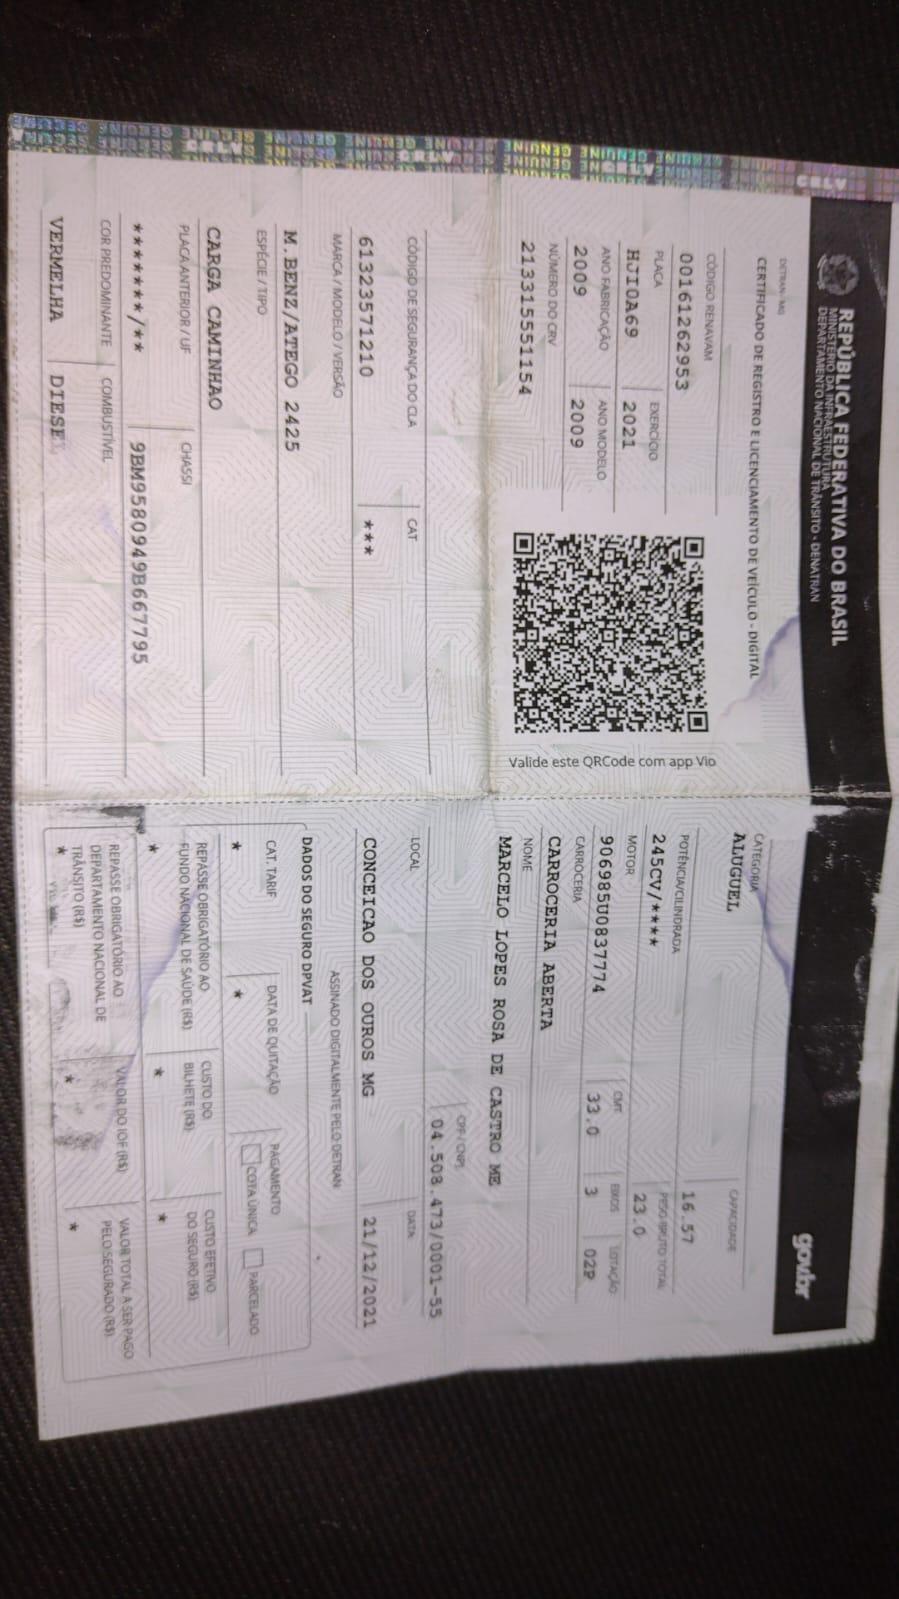 REPÚBLICA FEDERATIVA DO BRASIL
MINISTÉRIO DA INFRAESTRUTURA
DEPARTAMENTO NACIONAL DE TRÂNSITO - DENATRAN
govbr
CRLV
DETRAN- MG
CERTIFICADO DE REGISTRO E LICENCIAMENTO DE VEÍCULO - DIGITAL
CÓDIGO RENAVAM
00161262953
PLACA EXERCÍCIO
HJI0A69 2021
ANO FABRICAÇÃO ANO MODELO
2009 2009
NÚMERO DO CRV
213315551154
Valide este QRCode com app Vio
CÓDIGO DE SEGURANÇA DO CLA CAT
61323571210 ***
MARCA / MODELO / VERSÃO
M.BENZ/ATEGO 2425
ESPÉCIE / TIPO
CARGA CAMINHAO
PLACA ANTERIOR / UF CHASSI
*******/** 9BM9580949B667795
COR PREDOMINANTE COMBUSTÍVEL
VERMELHA DIESEL
CATEGORIA CAPACIDADE
ALUGUEL
16.57
POTÊNCIA/CILINDRADA PESO BRUTO TOTAL
245CV/**** 23.0
MOTOR CMT EIXOS LOTAÇÃO
906985U0837774 33.0 3 02P
CARROCERIA
CARROCERIA ABERTA
NOME
MARCELO LOPES ROSA DE CASTRO ME
CPF / CNPJ
04.508.473/0001-55
LOCAL DATA
CONCEICAO DOS OUROS MG 21/12/2021
ASSINADO DIGITALMENTE PELO DETRAN
DADOS DO SEGURO DPVAT
CAT. TARIF DATA DE QUITAÇÃO PAGAMENTO
* * COTA ÚNICA PARCELADO
REPASSE OBRIGATÓRIO AO FUNDO NACIONAL DE SAÚDE (R$) CUSTO DO BILHETE (R$) CUSTO EFETIVO DO SEGURO (R$)
* * *
REPASSE OBRIGATÓRIO AO DEPARTAMENTO NACIONAL DE TRÂNSITO (R$) VALOR DO IOF (R$) VALOR TOTAL A SER PAGO PELO SEGURADO (R$)
* * *